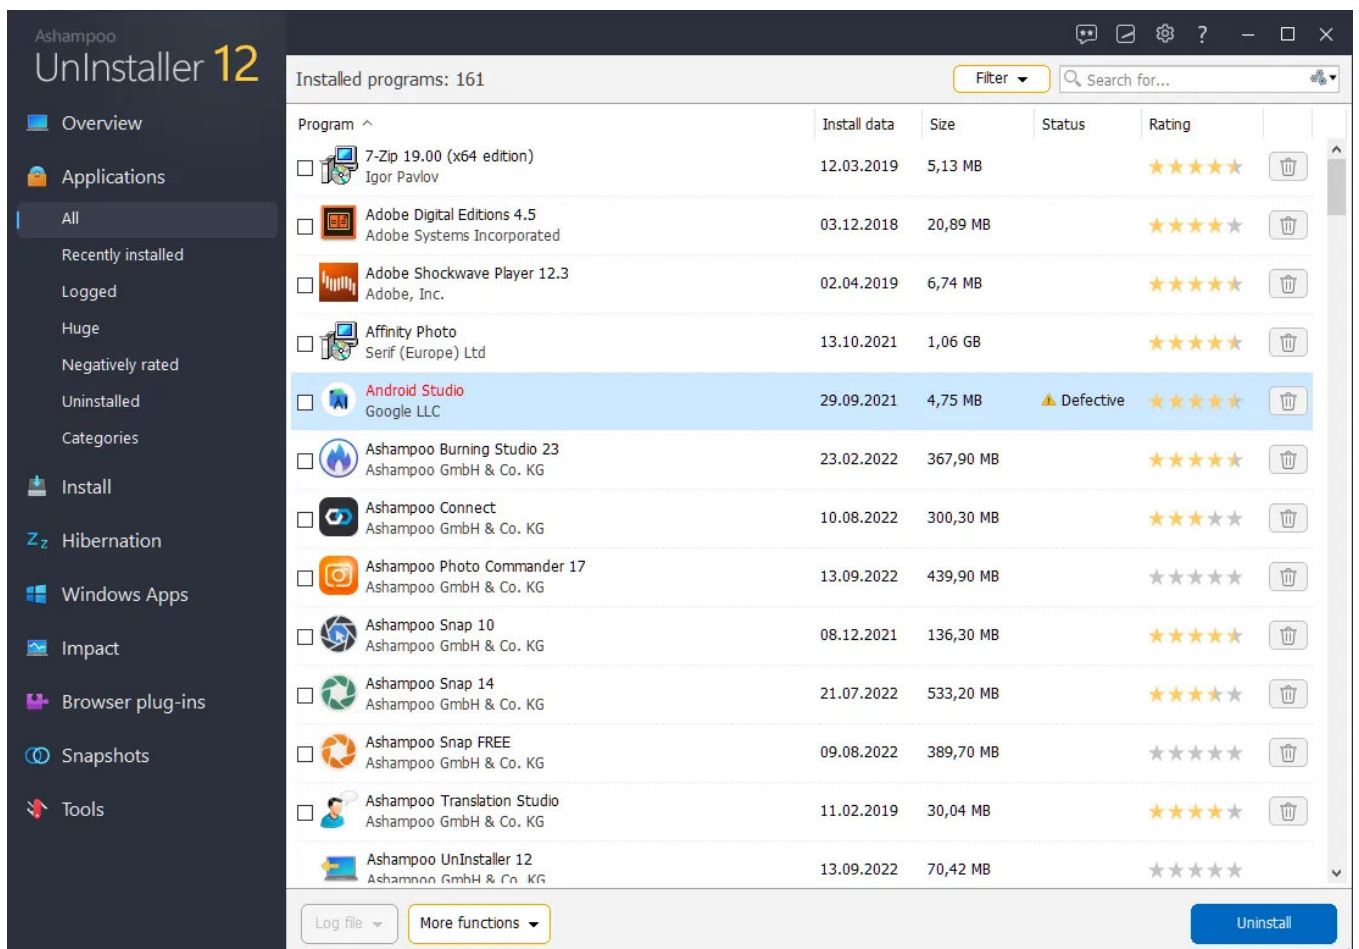 Ashampoo
UnInstaller 12
Installed programs: 161
Filter
Search for...
Overview
Applications
All
Recently installed
Logged
Huge
Negatively rated
Uninstalled
Categories
Install
Zz Hibernation
Windows Apps
Impact
Browser plug-ins
Snapshots
Tools
Program Install data Size Status Rating
7-Zip 19.00 (x64 edition)
Igor Pavlov
12.03.2019 5,13 MB
Adobe Digital Editions 4.5
Adobe Systems Incorporated
03.12.2018 20,89 MB
Adobe Shockwave Player 12.3
Adobe, Inc.
02.04.2019 6,74 MB
Affinity Photo
Serif (Europe) Ltd
13.10.2021 1,06 GB
Android Studio
Google LLC
29.09.2021 4,75 MB Defective
Ashampoo Burning Studio 23
Ashampoo GmbH & Co. KG
23.02.2022 367,90 MB
Ashampoo Connect
Ashampoo GmbH & Co. KG
10.08.2022 300,30 MB
Ashampoo Photo Commander 17
Ashampoo GmbH & Co. KG
13.09.2022 439,90 MB
Ashampoo Snap 10
Ashampoo GmbH & Co. KG
08.12.2021 136,30 MB
Ashampoo Snap 14
Ashampoo GmbH & Co. KG
21.07.2022 533,20 MB
Ashampoo Snap FREE
Ashampoo GmbH & Co. KG
09.08.2022 389,70 MB
Ashampoo Translation Studio
Ashampoo GmbH & Co. KG
11.02.2019 30,04 MB
Ashampoo UnInstaller 12
Ashampoo GmbH & Co. KG
13.09.2022 70,42 MB
Log file
More functions
Uninstall